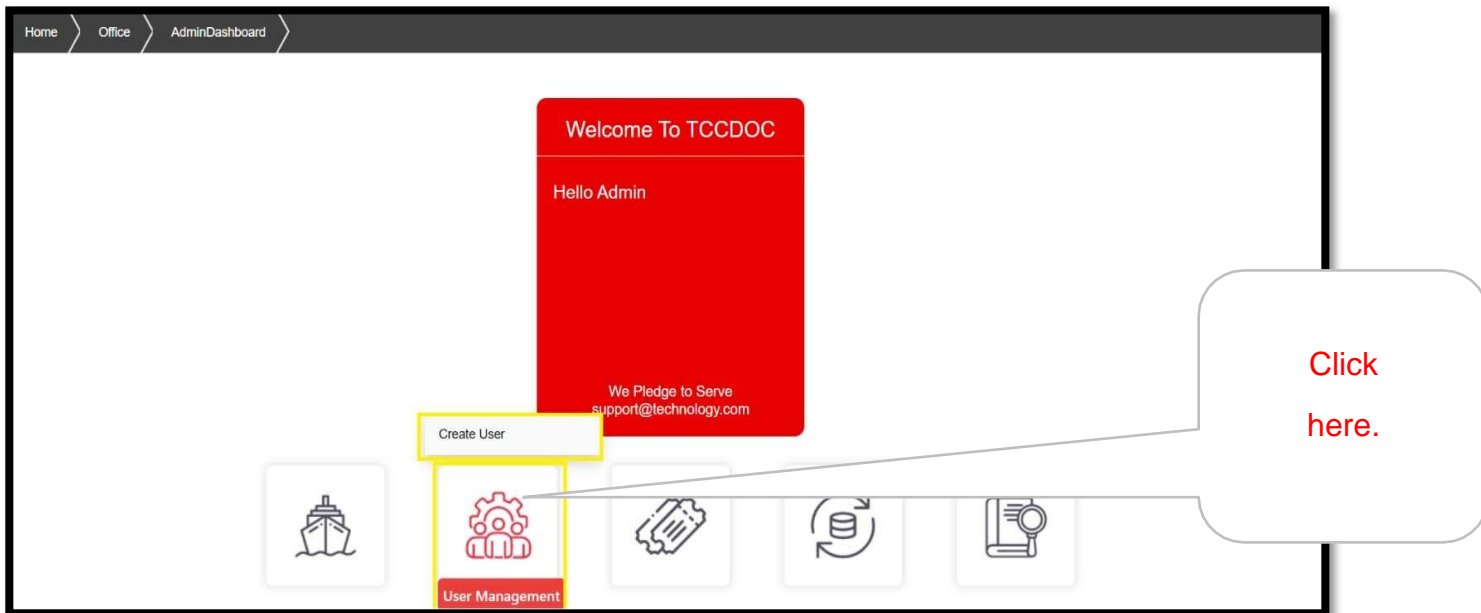 Home Office AdminDashboard
Welcome To TCCDOC
Hello Admin
We Pledge to Serve
support@technology.com
Create User
User Management
Click
here.